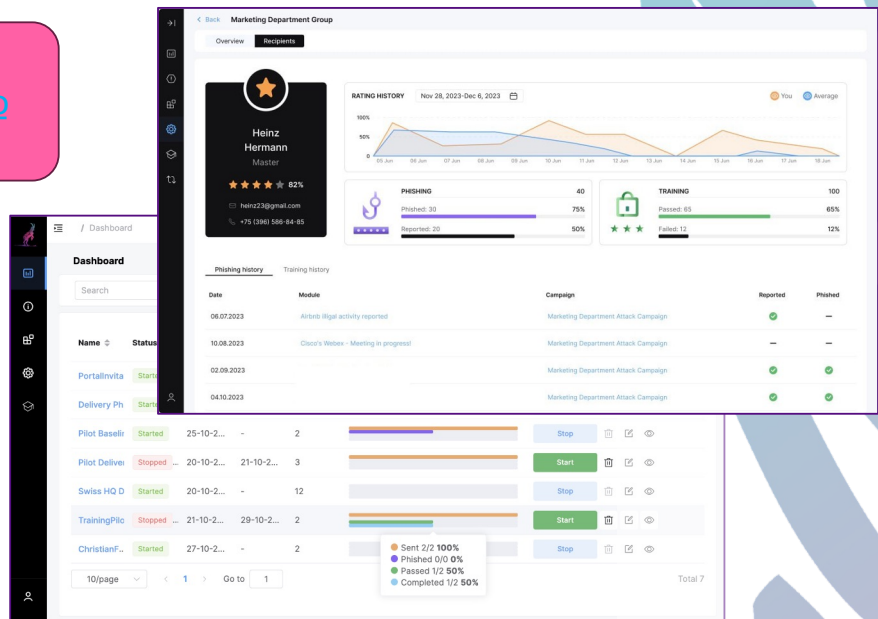 Back Marketing Department Group
Overview Recipients
Heinz
Hermann
Master
82%
heinz23@gmail.com
+75 (396) 586-84-85
RATING HISTORY Nov 28, 2023-Dec 6, 2023 You Average
100%
50%
0
05 Jun 06 Jun 07 Jun 08 Jun 09 Jun 10 Jun 11 Jun 12 Jun 13 Jun 14 Jun 15 Jun 16 Jun 17 Jun 18 Jun
PHISHING 40
Phished: 30 75%
Reported: 20 50%
TRAINING 100
Passed: 65 65%
Failed: 12 12%
Phishing history Training history
Date Module Campaign Reported Phished
06.07.2023 Airbnb illigal activity reported Marketing Department Attack Campaign
10.08.2023 Cisco's Webex - Meeting in progress! Marketing Department Attack Campaign
02.09.2023 Marketing Department Attack Campaign
04.10.2023 Marketing Department Attack Campaign
/ Dashboard
Dashboard
Search
Name Status
PortalInvita
Delivery Ph
Pilot Baselin Started 25-10-2... - 2 Stop
Pilot Deliver Stopped ... 20-10-2... 21-10-2... 3 Start
Swiss HQ D Started 20-10-2... - 12 Stop
TrainingPilo Stopped ... 21-10-2... 29-10-2... 2 Start
ChristianF.. Started 27-10-2... - 2 Stop
Sent 2/2 100%
Phished 0/0 0%
Passed 1/2 50%
Completed 1/2 50%
10/page 1 Go to 1 Total 7